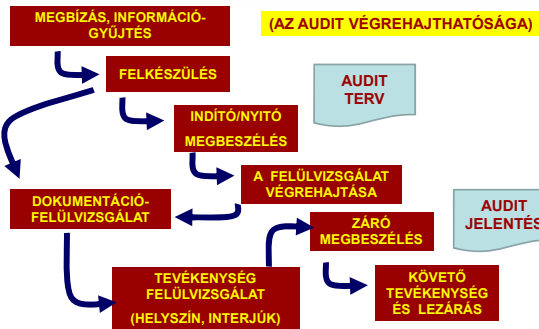 MEGBÍZÁS, INFORMÁCIÓ-
GYŰJTÉS
(AZ AUDIT VÉGREHAJTHATÓSÁGA)
FELKÉSZÜLÉS
AUDIT
TERV
INDÍTÓ/NYITÓ
MEGBESZÉLÉS
A FELÜLVIZSGÁLAT
VÉGREHAJTÁSA
DOKUMENTÁCIÓ-
FELÜLVIZSGÁLAT
ZÁRÓ
MEGBESZÉLÉS
AUDIT
JELENTÉS
TEVÉKENYSÉG
FELÜLVIZSGÁLAT
(HELYSZÍN, INTERJÚK)
KÖVETŐ
TEVÉKENYSÉG
ÉS LEZÁRÁS